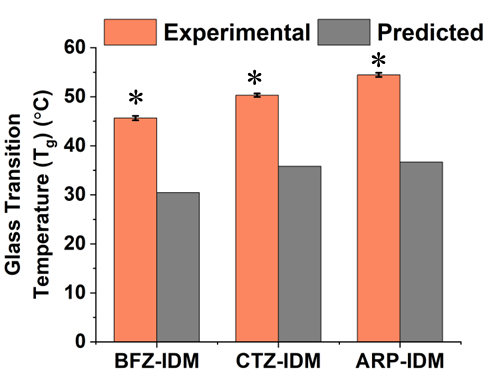 Experimental Predicted
* * *
Glass Transition
Temperature (Tg) (°C)
60
50
40
30
20
10
0
BFZ-IDM CTZ-IDM ARP-IDM